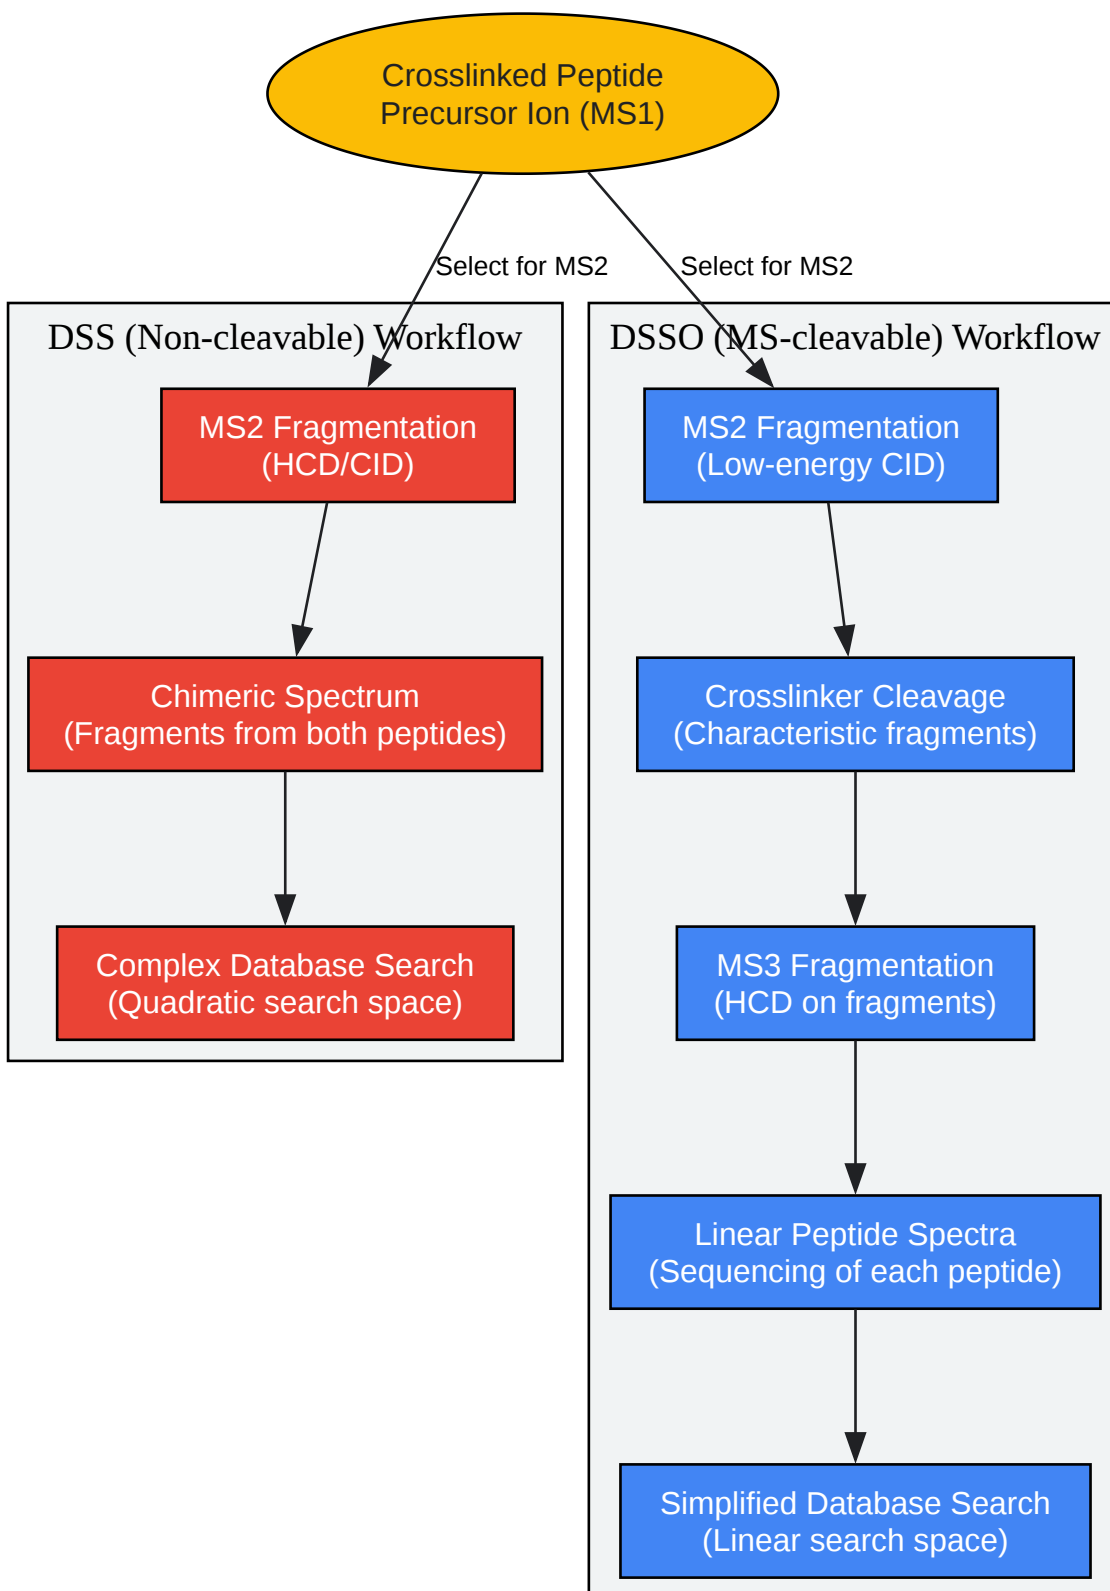 Crosslinked Peptide
Precursor Ion (MS1)
Select for MS2
Select for MS2
DSS (Non-cleavable) Workflow
MS2 Fragmentation
(HCD/CID)
Chimeric Spectrum
(Fragments from both peptides)
Complex Database Search
(Quadratic search space)
DSSO (MS-cleavable) Workflow
MS2 Fragmentation
(Low-energy CID)
Crosslinker Cleavage
(Characteristic fragments)
MS3 Fragmentation
(HCD on fragments)
Linear Peptide Spectra
(Sequencing of each peptide)
Simplified Database Search
(Linear search space)